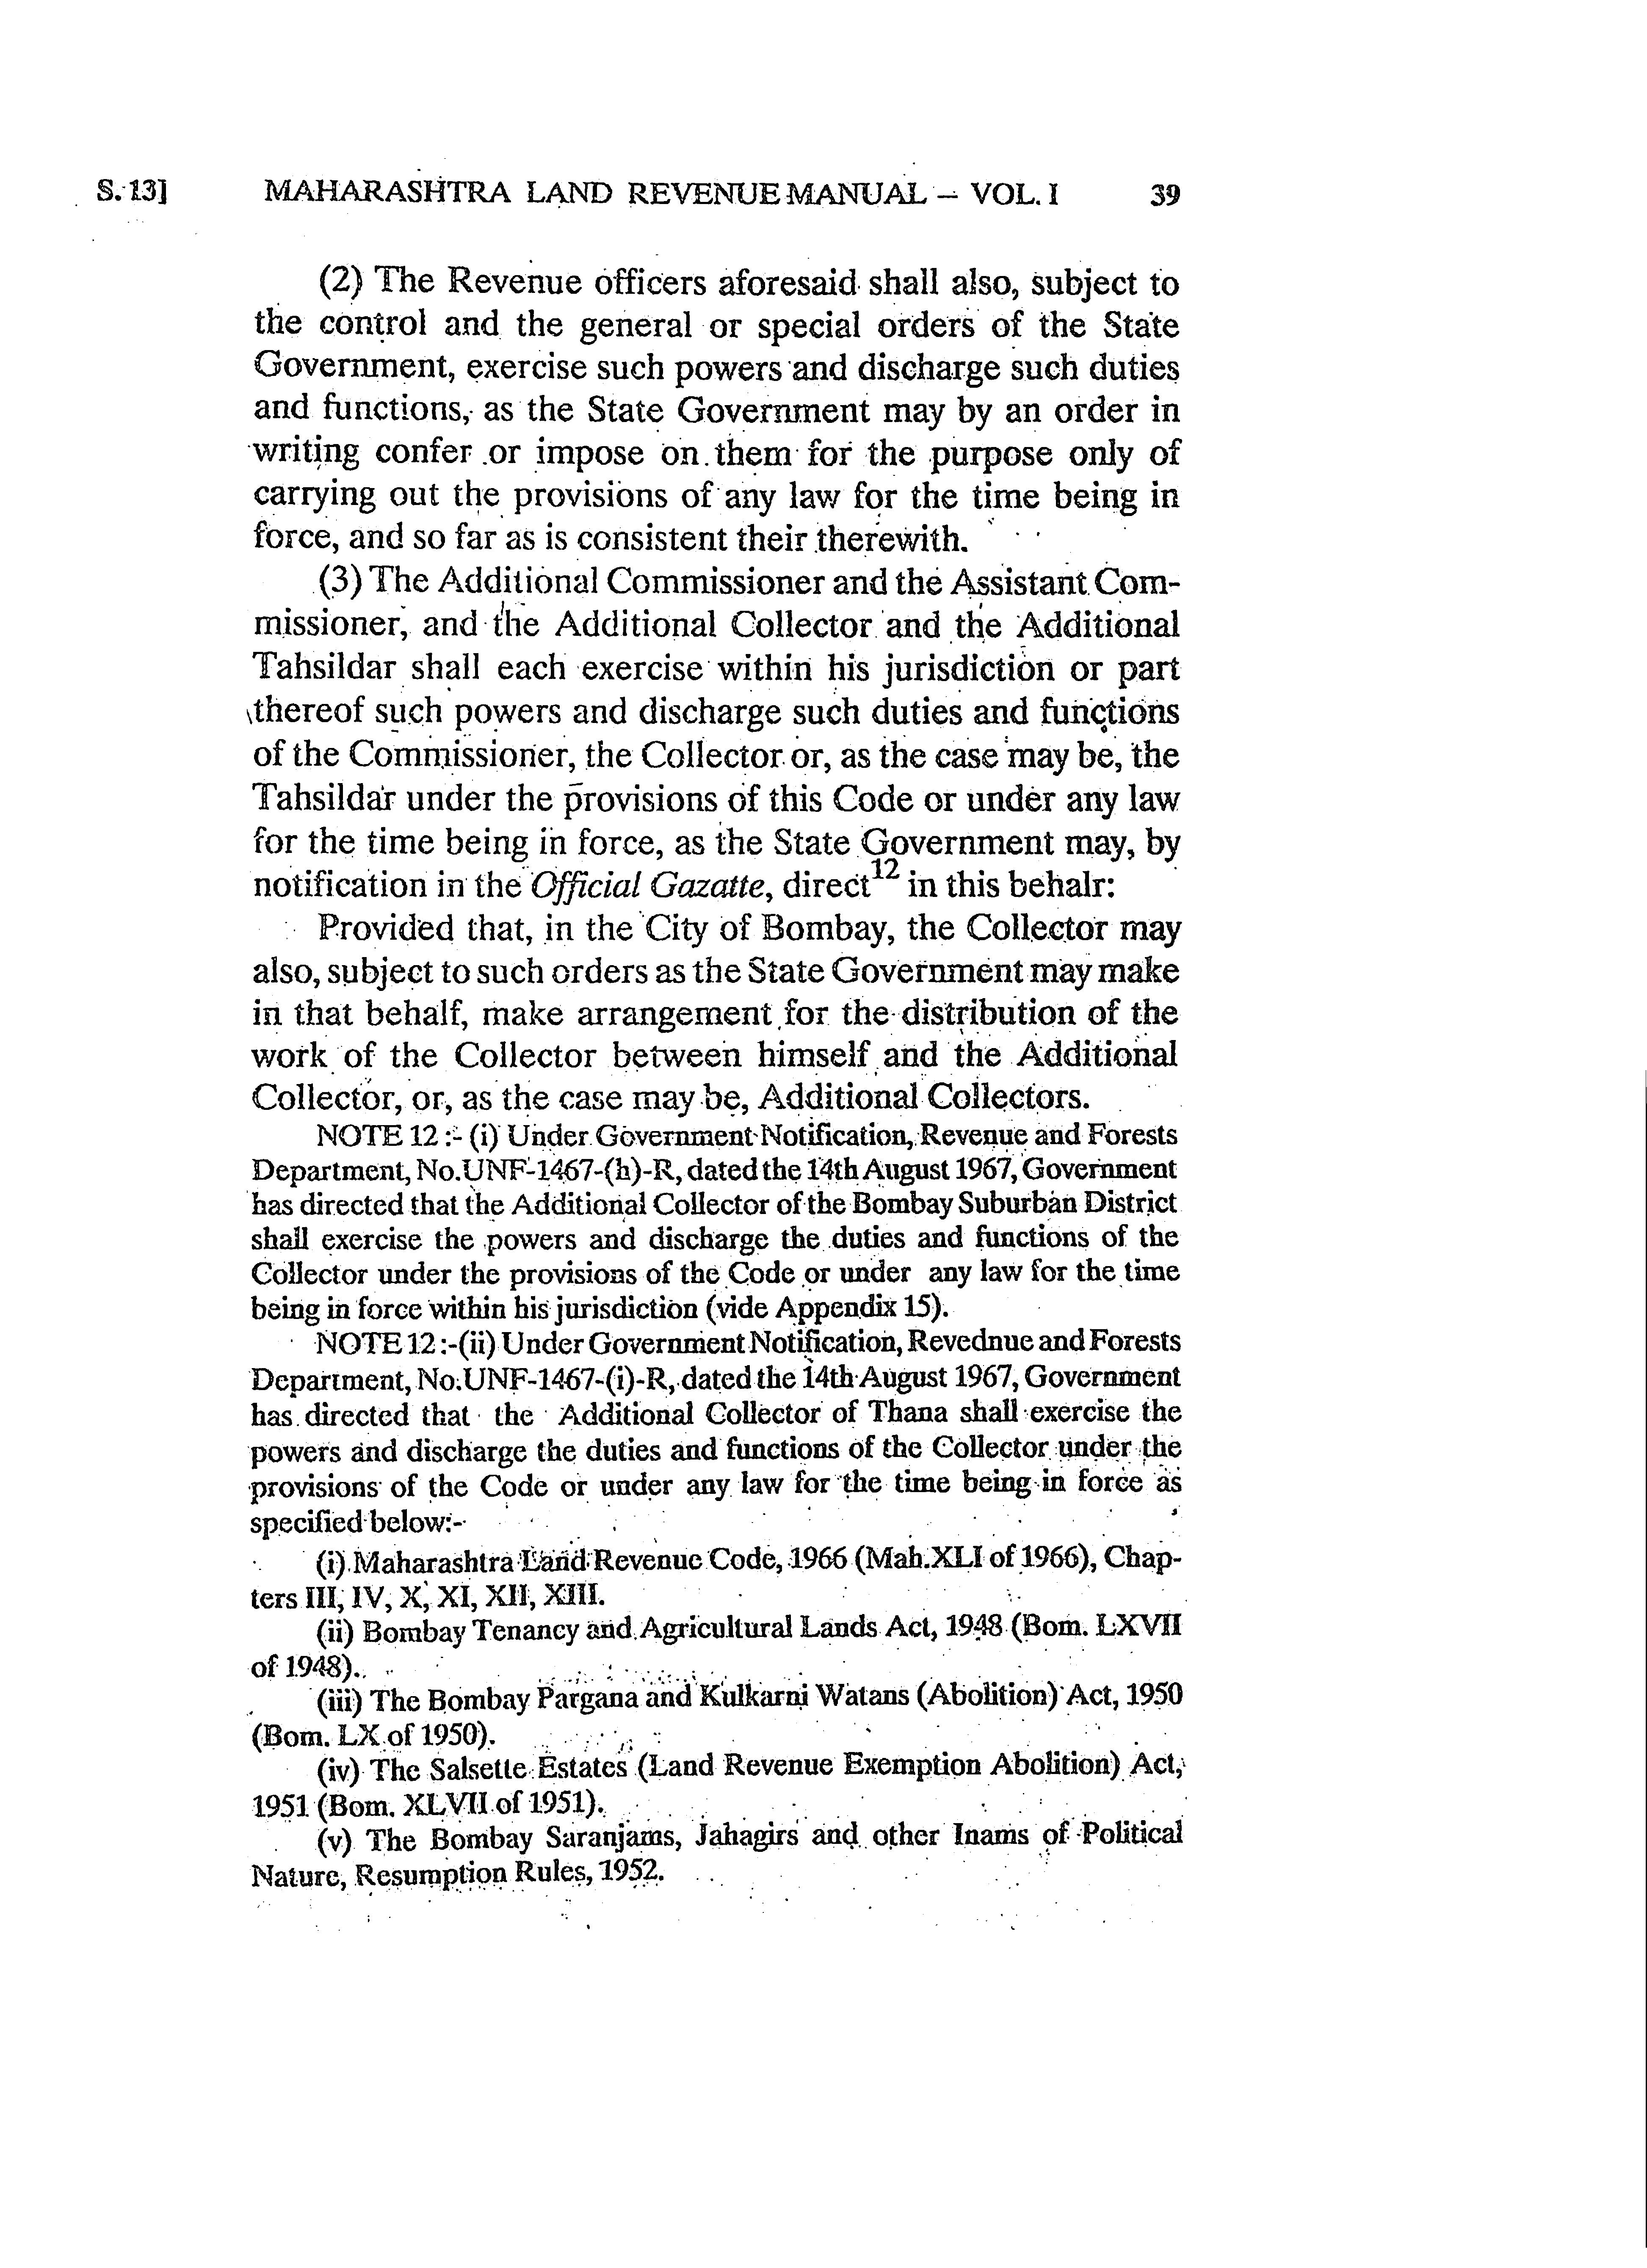 S. 13] MAHARASHTRA LAND REVENUE MANUAL – VOL. I 39
(2) The Revenue officers aforesaid shall also, subject to
the control and the general or special orders of the State
Government, exercise such powers and discharge such duties
and functions, as the State Government may by an order in
writing confer or impose on them for the purpose only of
carrying out the provisions of any law for the time being in
force, and so far as is consistent their therewith.
(3) The Additional Commissioner and the Assistant Com-
missioner, and the Additional Collector and the Additional
Tahsildar shall each exercise within his jurisdiction or part
thereof such powers and discharge such duties and functions
of the Commissioner, the Collector or, as the case may be, the
Tahsildar under the provisions of this Code or under any law
for the time being in force, as the State Government may, by
notification in the Official Gazatte, direct12 in this behalr:
Provided that, in the City of Bombay, the Collector may
also, subject to such orders as the State Government may make
in that behalf, make arrangement for the distribution of the
work of the Collector between himself and the Additional
Collector, or, as the case may be, Additional Collectors.
NOTE 12 :- (i) Under Government Notification, Revenue and Forests
Department, No.UNF-1467-(h)-R, dated the 14th August 1967, Government
has directed that the Additional Collector of the Bombay Suburban District
shall exercise the powers and discharge the duties and functions of the
Collector under the provisions of the Code or under any law for the time
being in force within his jurisdiction (vide Appendix 15).
NOTE 12 :-(ii) Under Government Notification, Revednue and Forests
Department, No.UNF-1467-(i)-R, dated the 14th August 1967, Government
has directed that the Additional Collector of Thana shall exercise the
powers and discharge the duties and functions of the Collector under the
provisions of the Code or under any law for the time being in force as
specified below:-
(i) Maharashtra Land Revenue Code, 1966 (Mah.XLI of 1966), Chap-
ters III, IV, X, XI, XII, XIII.
(ii) Bombay Tenancy and Agricultural Lands Act, 1948 (Bom. LXVII
of 1948).
(iii) The Bombay Pargana and Kulkarni Watans (Abolition) Act, 1950
(Bom. LX of 1950).
(iv) The Salsette Estates (Land Revenue Exemption Abolition) Act,
1951 (Bom. XLVII of 1951).
(v) The Bombay Saranjams, Jahagirs and other Inams of Political
Nature, Resumption Rules, 1952.